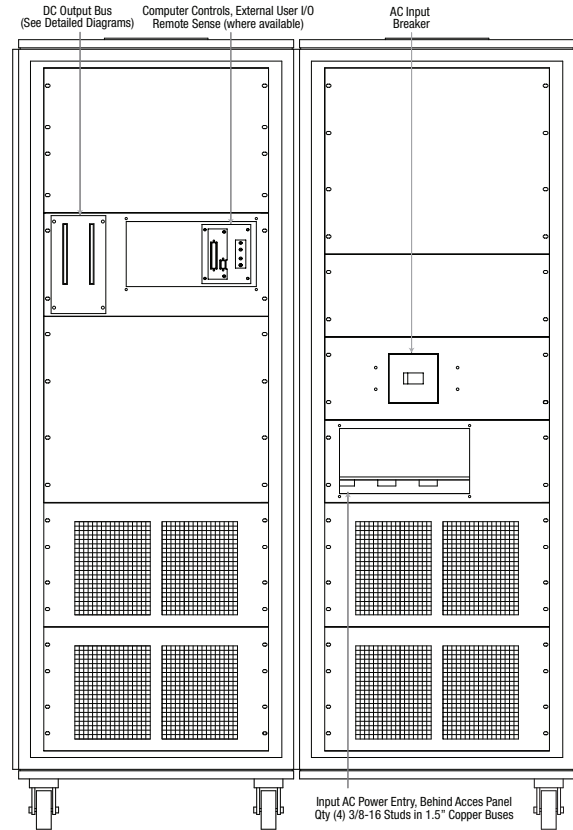 DC Output Bus
(See Detailed Diagrams)
Computer Controls, External User I/O
Remote Sense (where available)
AC Input
Breaker
Input AC Power Entry, Behind Acces Panel
Qty (4) 3/8-16 Studs in 1.5" Copper Buses